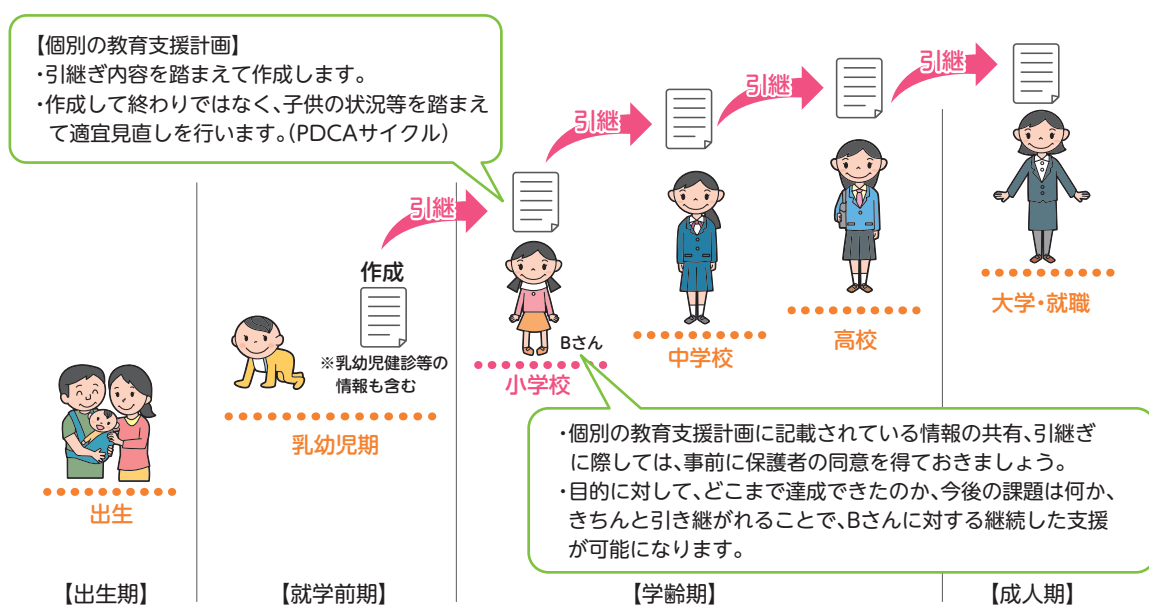 【個別の教育支援計画】
・引継ぎ内容を踏まえて作成します。
・作成して終わりではなく、子供の状況等を踏まえ
て適宜見直しを行います。(PDCAサイクル)
引継
引継
引継
引継
作成
※乳幼児健診等の
情報も含む
Bさん
出生
乳幼児期
小学校
中学校
高校
大学・就職
・個別の教育支援計画に記載されている情報の共有、引継ぎ
に際しては、事前に保護者の同意を得ておきましょう。
・目的に対して、どこまで達成できたのか、今後の課題は何か、
きちんと引き継がれることで、Bさんに対する継続した支援
が可能になります。
【出生期】
【就学前期】
【学齢期】
【成人期】